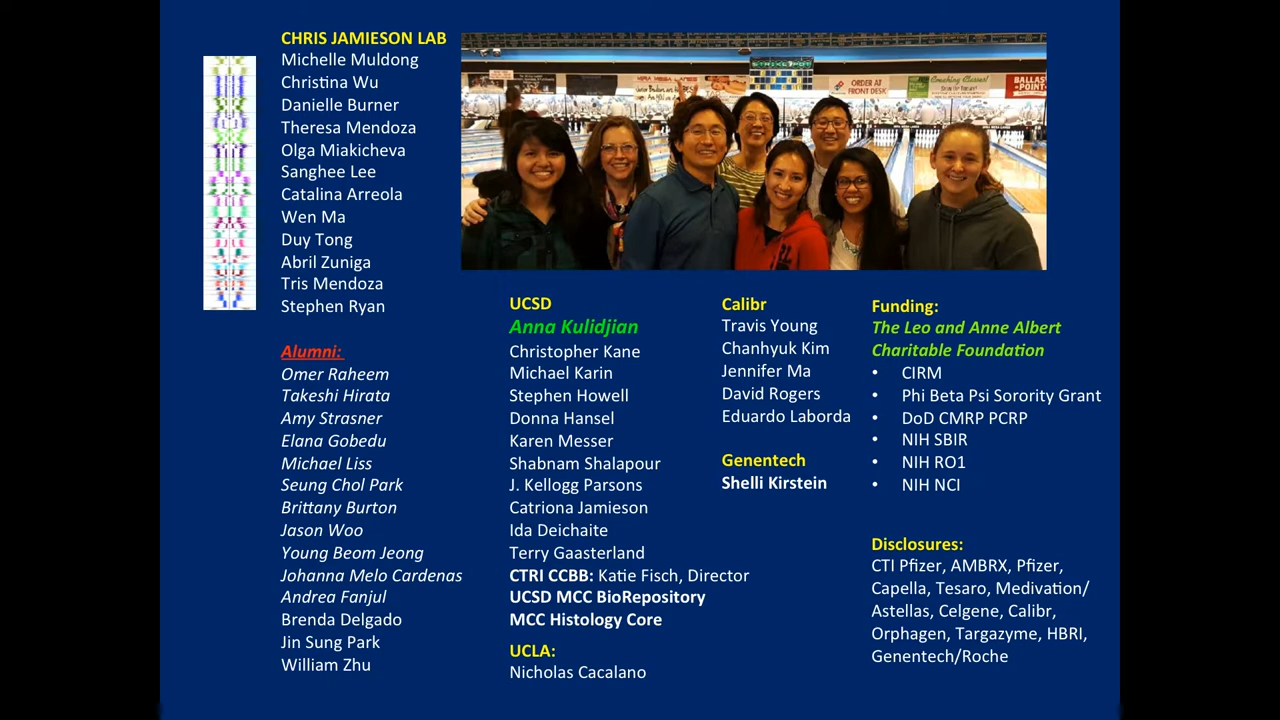 CHRIS JAMIESON LAB
Michelle Muldong
Christina Wu
Danielle Burner
Theresa Mendoza
Olga Miakicheva
Sanghee Lee
Catalina Arreola
Wen Ma
Duy Tong
Abril Zuniga
Tris Mendoza
Stephen Ryan
Alumni:
Omer Raheem
Takeshi Hirata
Amy Strasner
Elana Gobedu
Michael Liss
Seung Chol Park
Brittany Burton
Jason Woo
Young Beom Jeong
Johanna Melo Cardenas
Andrea Fanjul
Brenda Delgado
Jin Sung Park
William Zhu
ORDER AT
FRONT DESK
Coaching Classes!
BALLAST
POINT
UCSD
Anna Kulidjian
Christopher Kane
Michael Karin
Stephen Howell
Donna Hansel
Karen Messer
Shabnam Shalapour
J. Kellogg Parsons
Catriona Jamieson
Ida Deichaite
Terry Gaasterland
CTRI CCBB: Katie Fisch, Director
UCSD MCC BioRepository
MCC Histology Core
UCLA:
Nicholas Cacalano
Calibr
Travis Young
Chanhyuk Kim
Jennifer Ma
David Rogers
Eduardo Laborda
Genentech
Shelli Kirstein
Funding:
The Leo and Anne Albert
Charitable Foundation
• CIRM
• Phi Beta Psi Sorority Grant
• DoD CMRP PCRP
• NIH SBIR
• NIH RO1
• NIH NCI
Disclosures:
CTI Pfizer, AMBRX, Pfizer,
Capella, Tesaro, Medivation/
Astellas, Celgene, Calibr,
Orphagen, Targazyme, HBRI,
Genentech/Roche